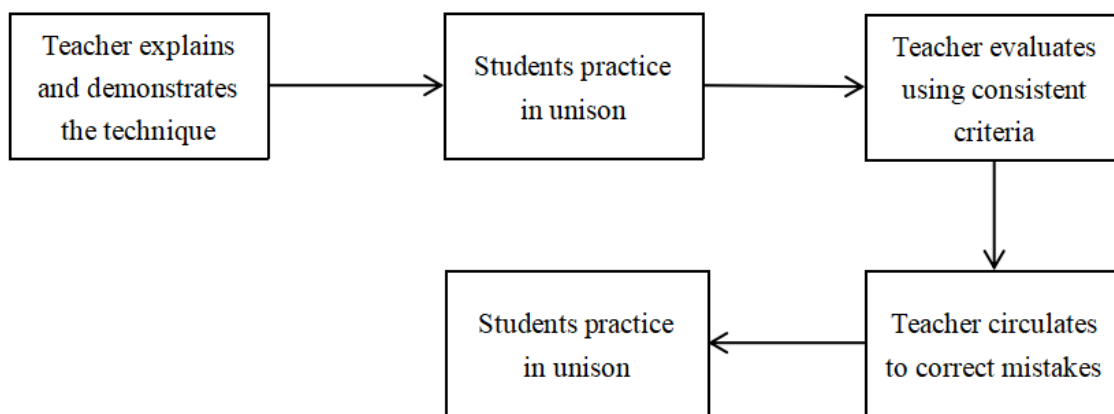 Teacher explains
and demonstrates
the technique
Students practice
in unison
Teacher evaluates
using consistent
criteria
Teacher circulates
to correct mistakes
Students practice
in unison